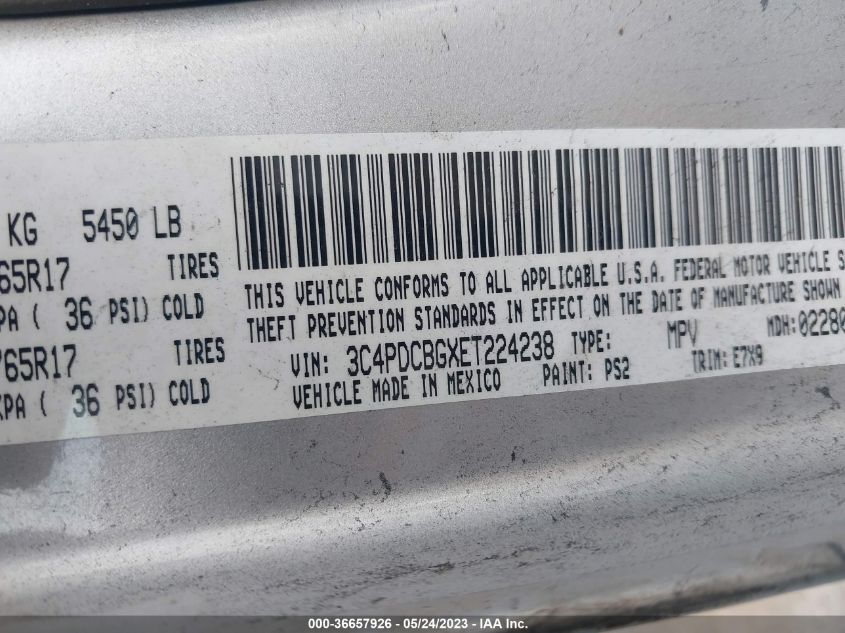 KG 5450 LB
65R17 TIRES
PA ( 36 PSI) COLD
65R17 TIRES
KPA ( 36 PSI) COLD
THIS VEHICLE CONFORMS TO ALL APPLICABLE U.S.A. FEDERAL MOTOR VEHICLE S
THEFT PREVENTION STANDARDS IN EFFECT ON THE DATE OF MANUFACTURE SHOWN
VIN: 3C4PDCBGXET224238 TYPE: MPV MDH:02280
VEHICLE MADE IN MEXICO PAINT: PS2 TRIM: E7X9
000-36657926 - 05/24/2023 - IAA Inc.